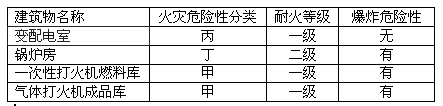 建筑物名称 火灾危险性分类 耐火等级 爆炸危险性
变配电室 丙 一级 无
锅炉房 丁 二级 有
一次性打火机燃料库 甲 一级 有
气体打火机成品库 甲 一级 有